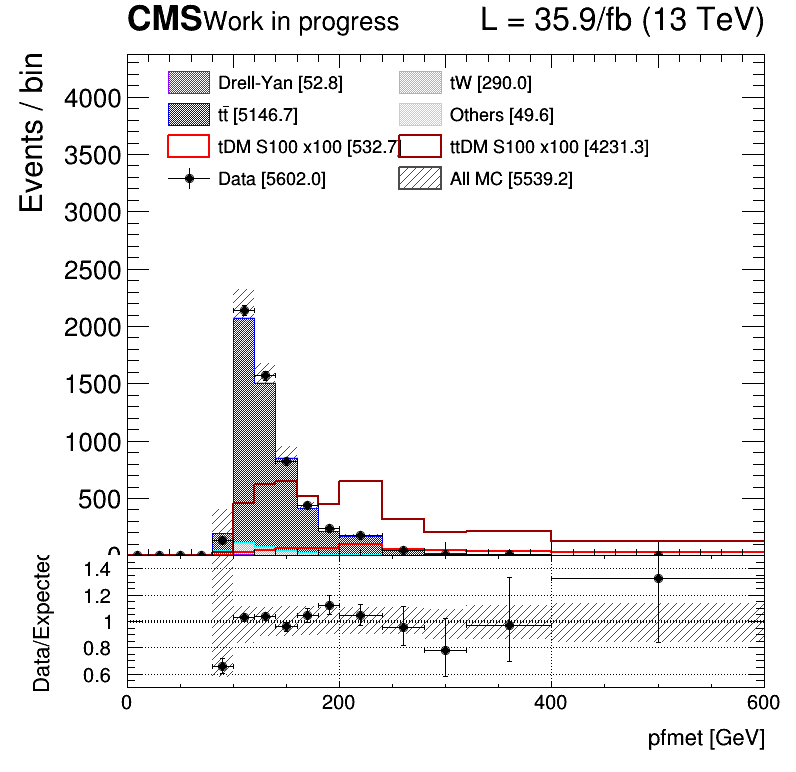 CMS Work in progress L = 35.9/fb (13 TeV)
Events / bin
Drell-Yan [52.8] tW [290.0]
tt̄ [5146.7] Others [49.6]
tDM S100 x100 [532.7] ttDM S100 x100 [4231.3]
Data [5602.0] All MC [5539.2]
4000
3500
3000
2500
2000
1500
1000
500
0
Data/Expected
1.4
1.2
1
0.8
0.6
0 200 400 600
pfmet [GeV]